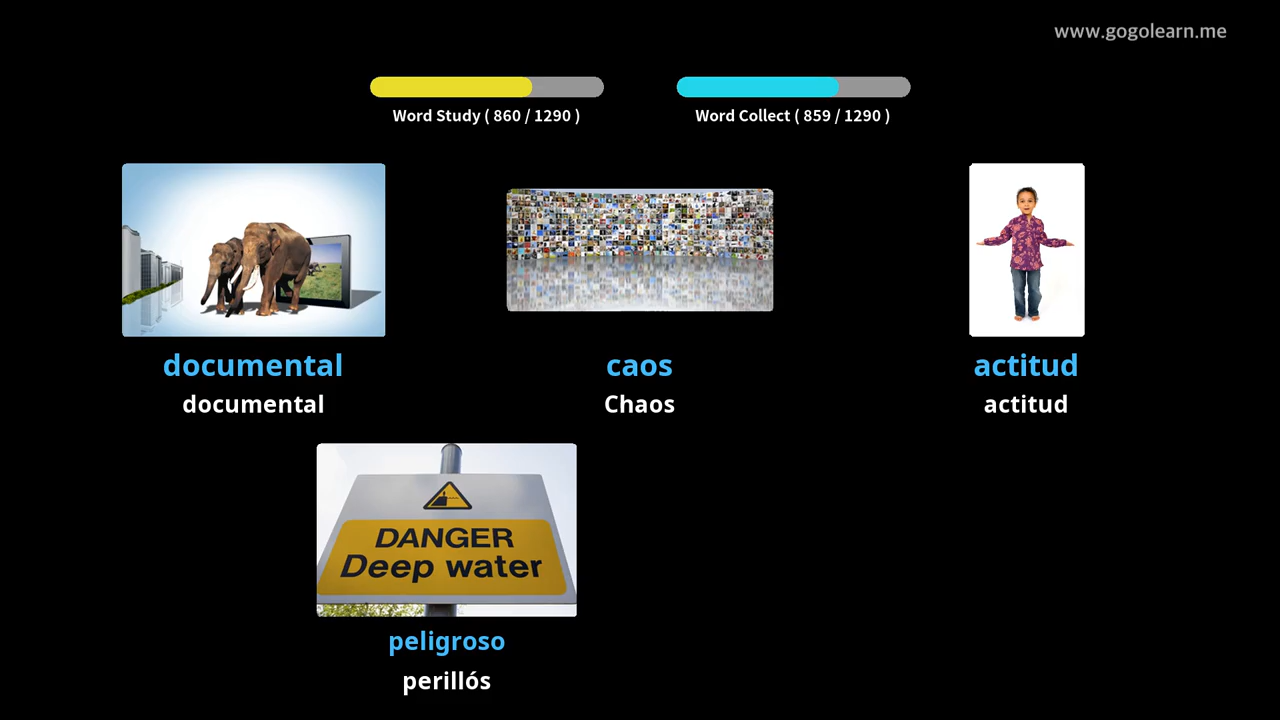 www.gogolearn.me
Word Study ( 860 / 1290 )
Word Collect ( 859 / 1290 )
documental
documental
caos
Chaos
actitud
actitud
DANGER
Deep water
peligroso
perillós